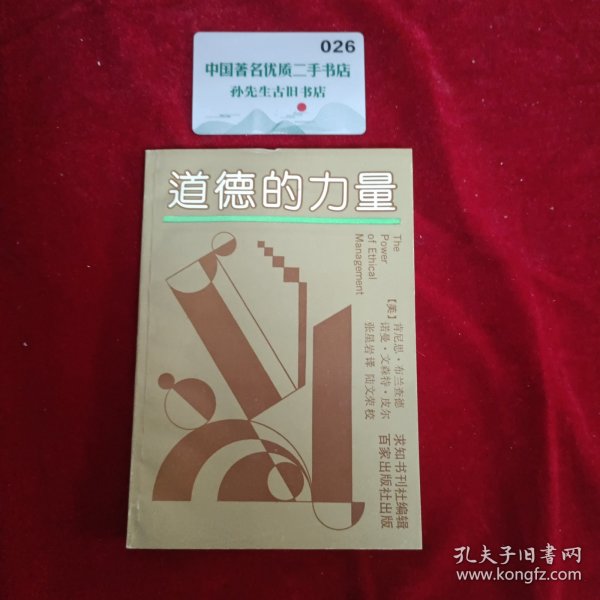 026
中国著名优质二手书店
孙先生古旧书店
道德的力量
The
Power
of Ethical
Management
[美] 肯尼思·布兰查德
诺曼·文森特·皮尔
张星岩译 陆文荣校
求知书刊社编辑
百家出版社出版
孔夫子旧书网
www.kongfz.com